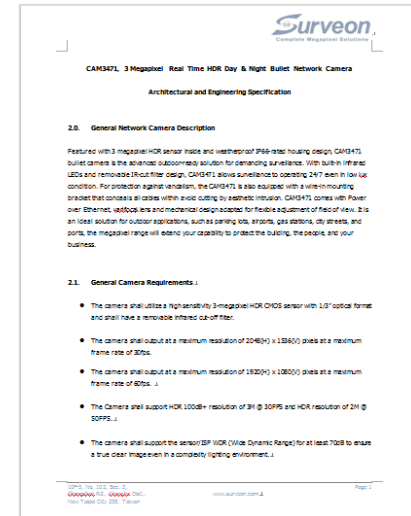 Surveon
Complete Megapixel Solutions
CAM3471, 3 Megapixel Real Time HDR Day & Night Bullet Network Camera
Architectural and Engineering Specification
2.0. General Network Camera Description
Featured with 3 megapixel HDR sensor inside and weatherproof IP66-rated housing design, CAM3471
bullet camera is the advanced outdoor-ready solution for demanding surveillance. With built-in infrared
LEDs and removable IR-cut filter design, CAM3471 allows surveillance to operating 24/7 even in low lux
condition. For protection against vandalism, the CAM3471 is also equipped with a wire-in mounting
bracket that conceals all cables within avoid cutting by aesthetic intrusion. CAM3471 comes with Power
over Ethernet, varifocal lens and mechanical design adapted for flexible adjustment of field of view. It is
an ideal solution for outdoor applications, such as parking lots, airports, gas stations, city streets, and
ports, the megapixel range will extend your capability to protect the building, the people, and your
business.
2.1. General Camera Requirements
● The camera shall utilize a high sensitivity 3-megapixel HDR CMOS sensor with 1/3" optical format
and shall have a removable infrared cut-off filter.
● The camera shall output at a maximum resolution of 2048(H) x 1536(V) pixels at a maximum
frame rate of 30fps.
● The camera shall output at a maximum resolution of 1920(H) x 1080(V) pixels at a maximum
frame rate of 60fps.
● The Camera shall support HDR 100dB+ resolution of 3M @ 30FPS and HDR resolution of 2M @
50FPS.
● The camera shall support the sensor/ISP WDR (Wide Dynamic Range) for at least 70dB to ensure
a true clear image even in a complexity lighting environment.
No. 102, Sec. 3,
Rd., Dist.,
New Taipei City 235, Taiwan
www.surveon.com
Page 1